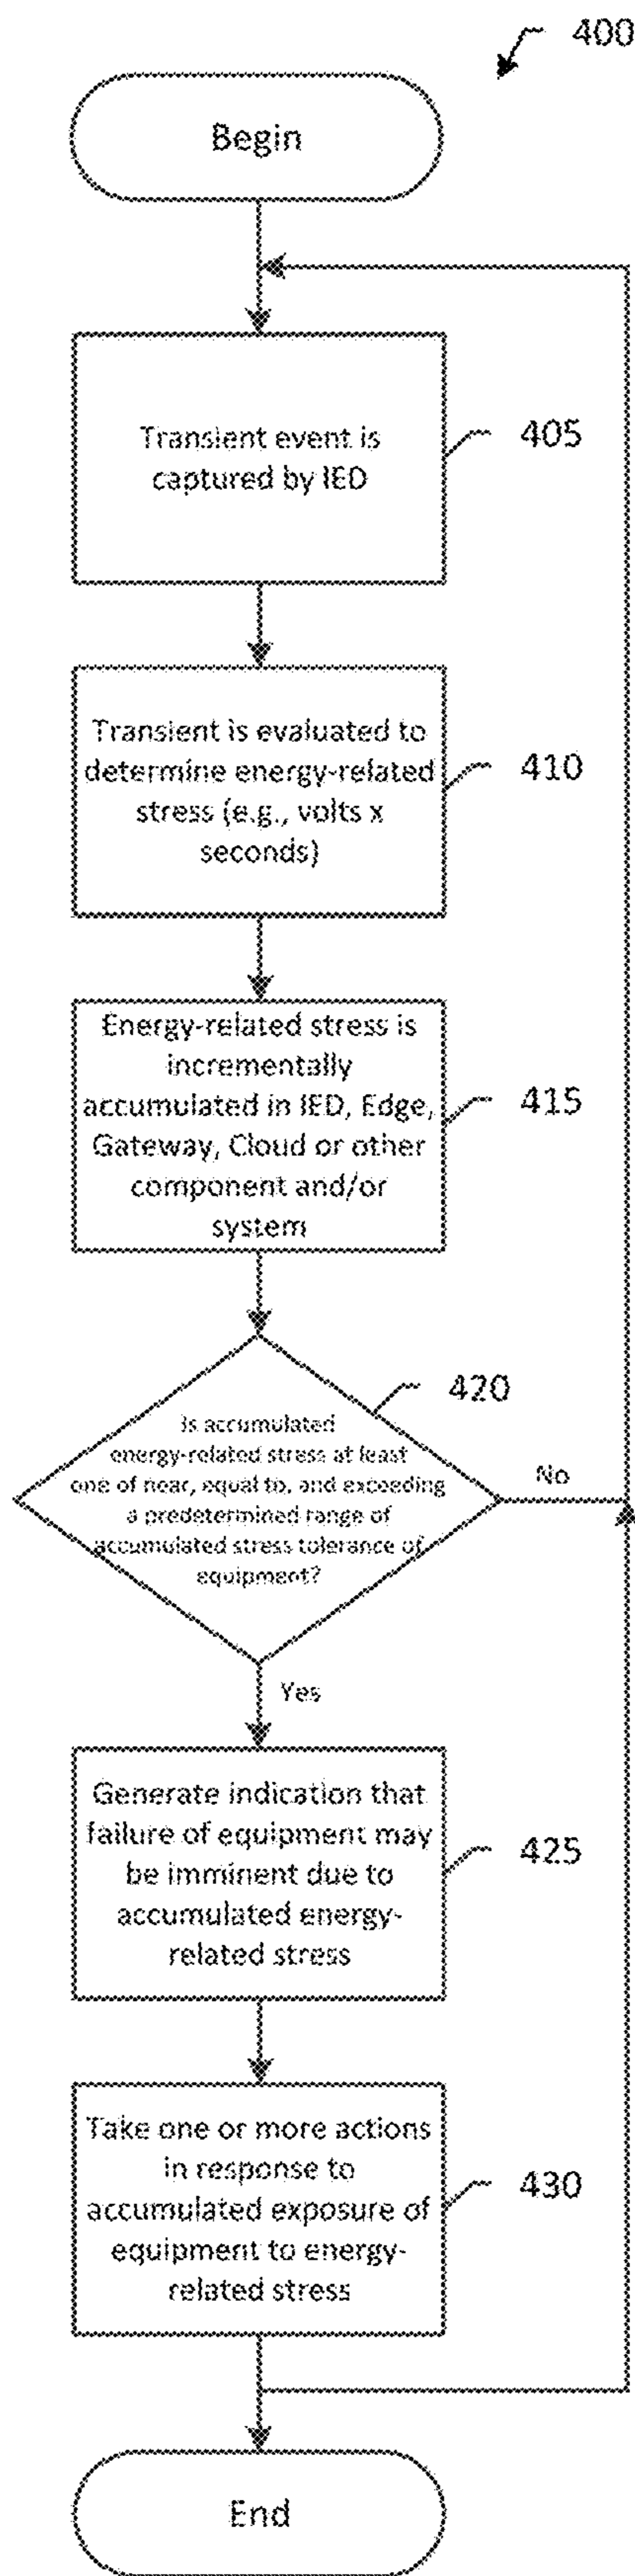 400
Begin
Transient event is
captured by IED
405
Transient is evaluated to
determine energy-related
stress (e.g., volts x
seconds)
410
Energy-related stress is
incrementally
accumulated in IED, Edge,
Gateway, Cloud or other
component and/or
system
415
420
Is accumulated
energy-related stress at least
one of near, equal to, and exceeding
a predetermined range of
accumulated stress tolerance of
equipment?
No
Yes
Generate indication that
failure of equipment may
be imminent due to
accumulated energy-
related stress
425
Take one or more actions
in response to
accumulated exposure of
equipment to energy-
related stress
430
End